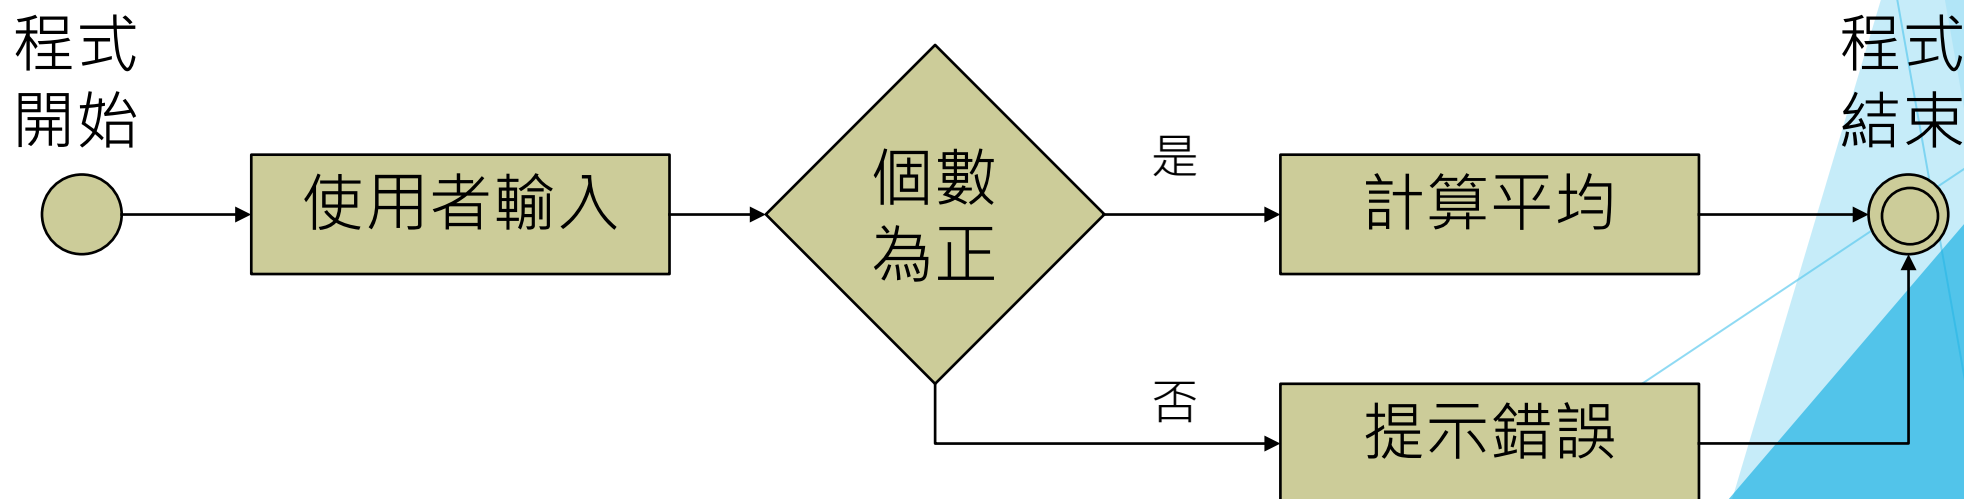 程式
開始
使用者輸入
個數
為正
是
計算平均
程式
結束
否
提示錯誤